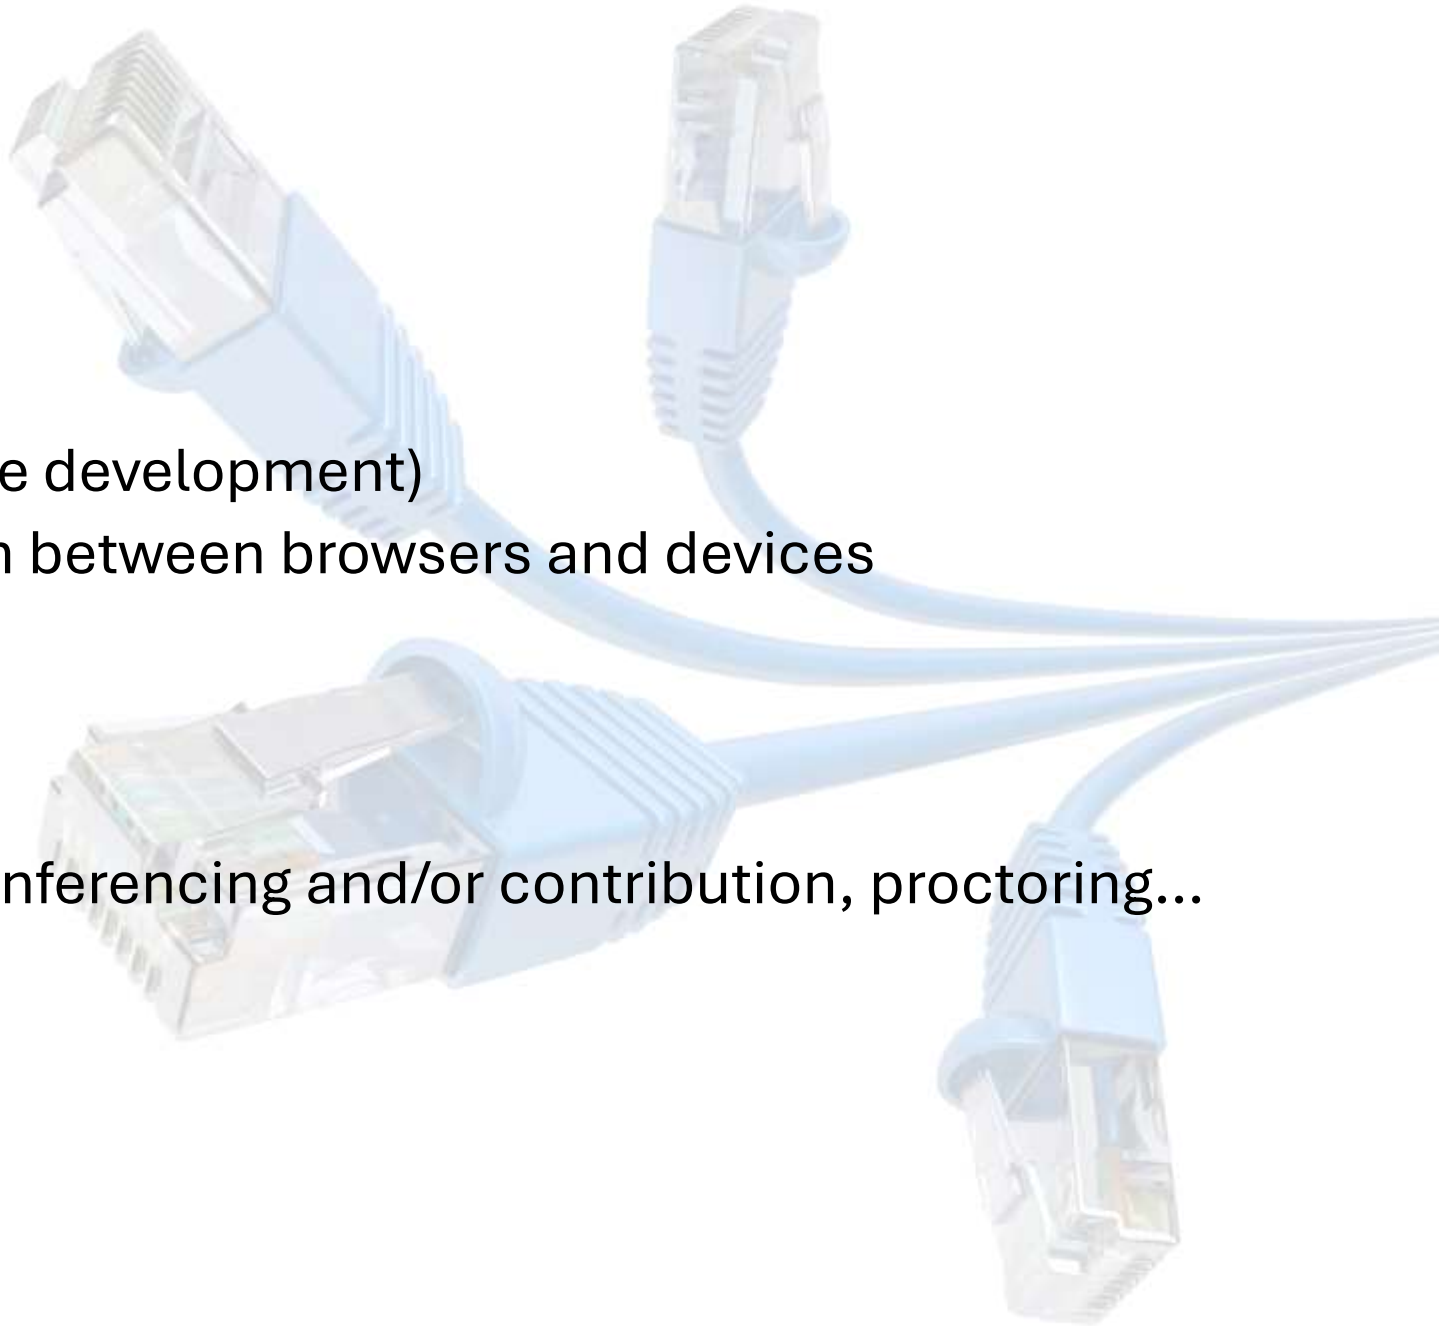 e development)
between browsers and devices
nferencing and/or contribution, proctoring...